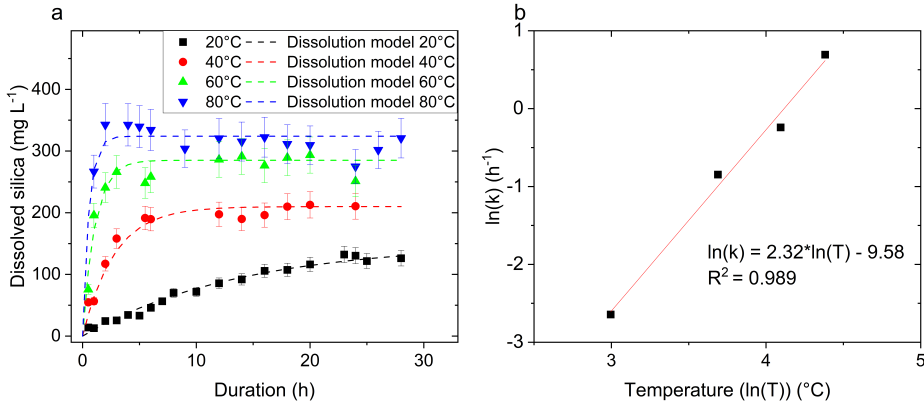 a
20°C Dissolution model 20°C
40°C Dissolution model 40°C
60°C Dissolution model 60°C
80°C Dissolution model 80°C
Dissolved silica (mg L⁻¹)
400
300
200
100
0
0 10 20 30
Duration (h)
b
ln(k) (h⁻¹)
1
0
-1
-2
-3
ln(k) = 2.32*ln(T) - 9.58
R² = 0.989
3 4 5
Temperature (ln(T)) (°C)